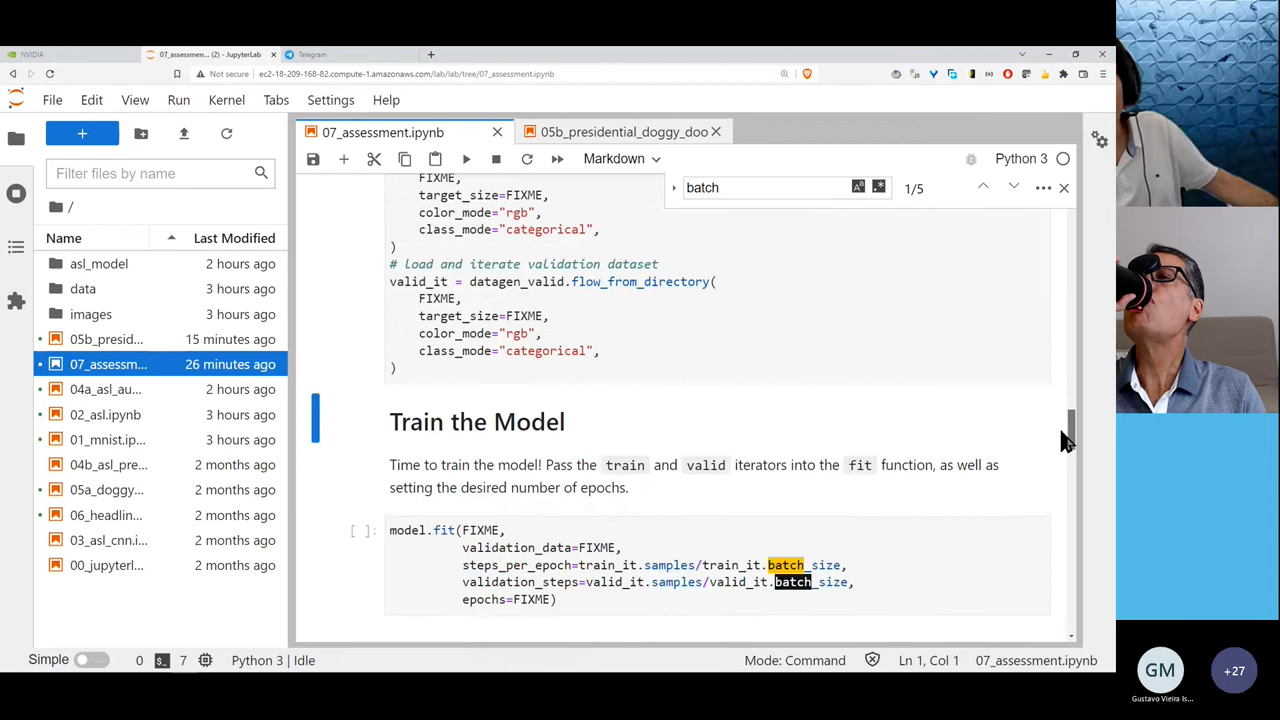 NVIDIA
07_assessmen... (2) - JupyterLab
Telegram
Not secure
ec2-18-209-168-82.compute-1.amazonaws.com/lab/lab/tree/07_assessment.ipynb
File Edit View Run Kernel Tabs Settings Help
07_assessment.ipynb
05b_presidential_doggy_doo
Markdown
Python 3
Filter files by name
batch
1/5
/
Name Last Modified
asl_model 2 hours ago
data 3 hours ago
images 3 hours ago
05b_presid... 15 minutes ago
07_assessm... 26 minutes ago
04a_asl_au... 2 hours ago
02_asl.ipynb 3 hours ago
01_mnist.ip... 3 hours ago
04b_asl_pre... 2 months ago
05a_doggy... 2 months ago
06_headlin... 2 months ago
03_asl_cnn.i... 2 months ago
00_jupyterl... 2 months ago
FIXME,
target_size=FIXME,
color_mode="rgb",
class_mode="categorical",
)
# load and iterate validation dataset
valid_it = datagen_valid.flow_from_directory(
FIXME,
target_size=FIXME,
color_mode="rgb",
class_mode="categorical",
)
Train the Model
Time to train the model! Pass the train and valid iterators into the fit function, as well as
setting the desired number of epochs.
[ ]:
model.fit(FIXME,
validation_data=FIXME,
steps_per_epoch=train_it.samples/train_it.batch_size,
validation_steps=valid_it.samples/valid_it.batch_size,
epochs=FIXME)
Simple 0 7 Python 3 | Idle Mode: Command Ln 1, Col 1 07_assessment.ipynb
GM
Gustavo Vieira Is...
+27